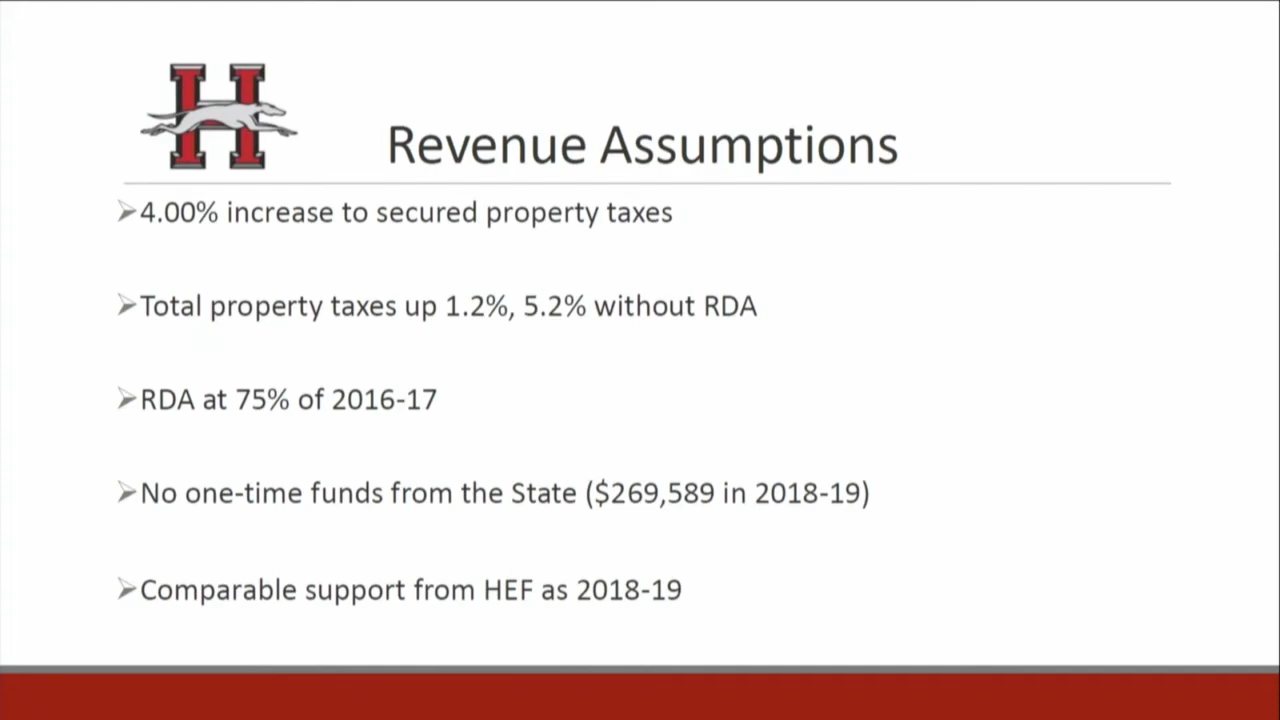 H
Revenue Assumptions
➢4.00% increase to secured property taxes
➢Total property taxes up 1.2%, 5.2% without RDA
➢RDA at 75% of 2016-17
➢No one-time funds from the State ($269,589 in 2018-19)
➢Comparable support from HEF as 2018-19